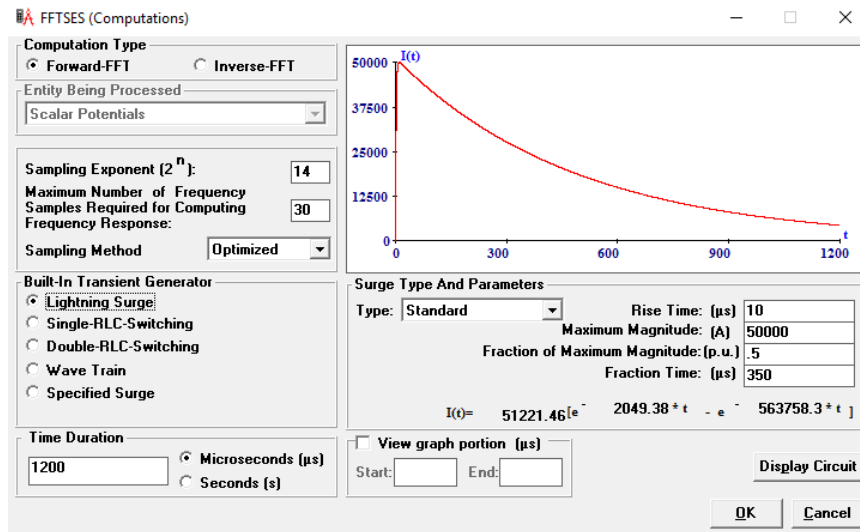 FFTSES (Computations)
Computation Type
Forward-FFT
Inverse-FFT
Entity Being Processed
Scalar Potentials
Sampling Exponent (2 n ):
14
Maximum Number of Frequency
Samples Required for Computing
Frequency Response:
30
Sampling Method
Optimized
Built-In Transient Generator
Lightning Surge
Single-RLC-Switching
Double-RLC-Switching
Wave Train
Specified Surge
Time Duration
1200
Microseconds (µs)
Seconds (s)
I(t)
50000
37500
25000
12500
0
0 300 600 900 1200
t
Surge Type And Parameters
Type: Standard
Rise Time: (µs) 10
Maximum Magnitude: (A) 50000
Fraction of Maximum Magnitude: (p.u.) .5
Fraction Time: (µs) 350
I(t)= 51221.46 [e - 2049.38 * t - e - 563758.3 * t ]
View graph portion (µs)
Start: End:
Display Circuit
OK Cancel